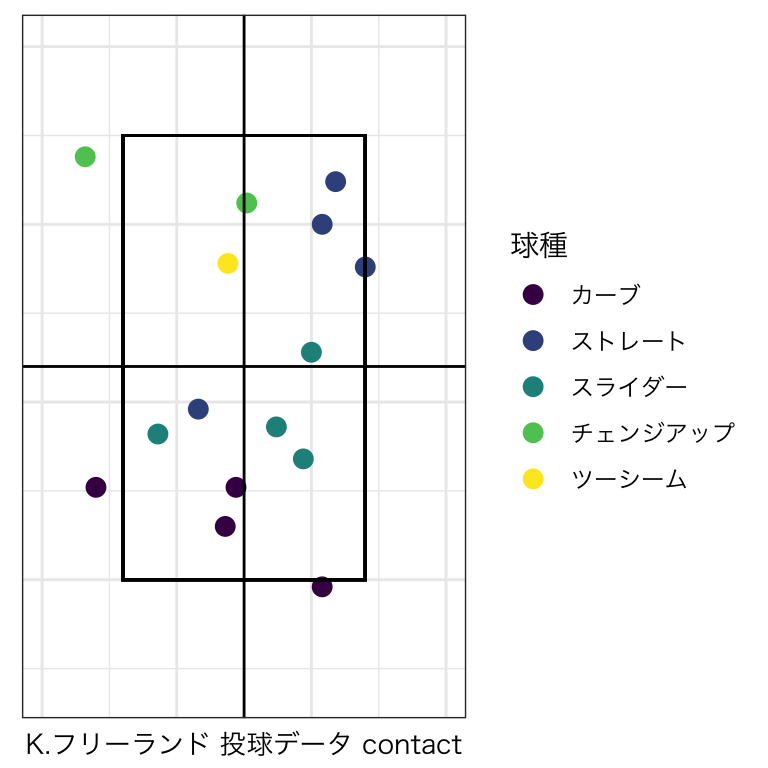 球種
カーブ
ストレート
スライダー
チェンジアップ
ツーシーム
K.フリーランド 投球データ contact